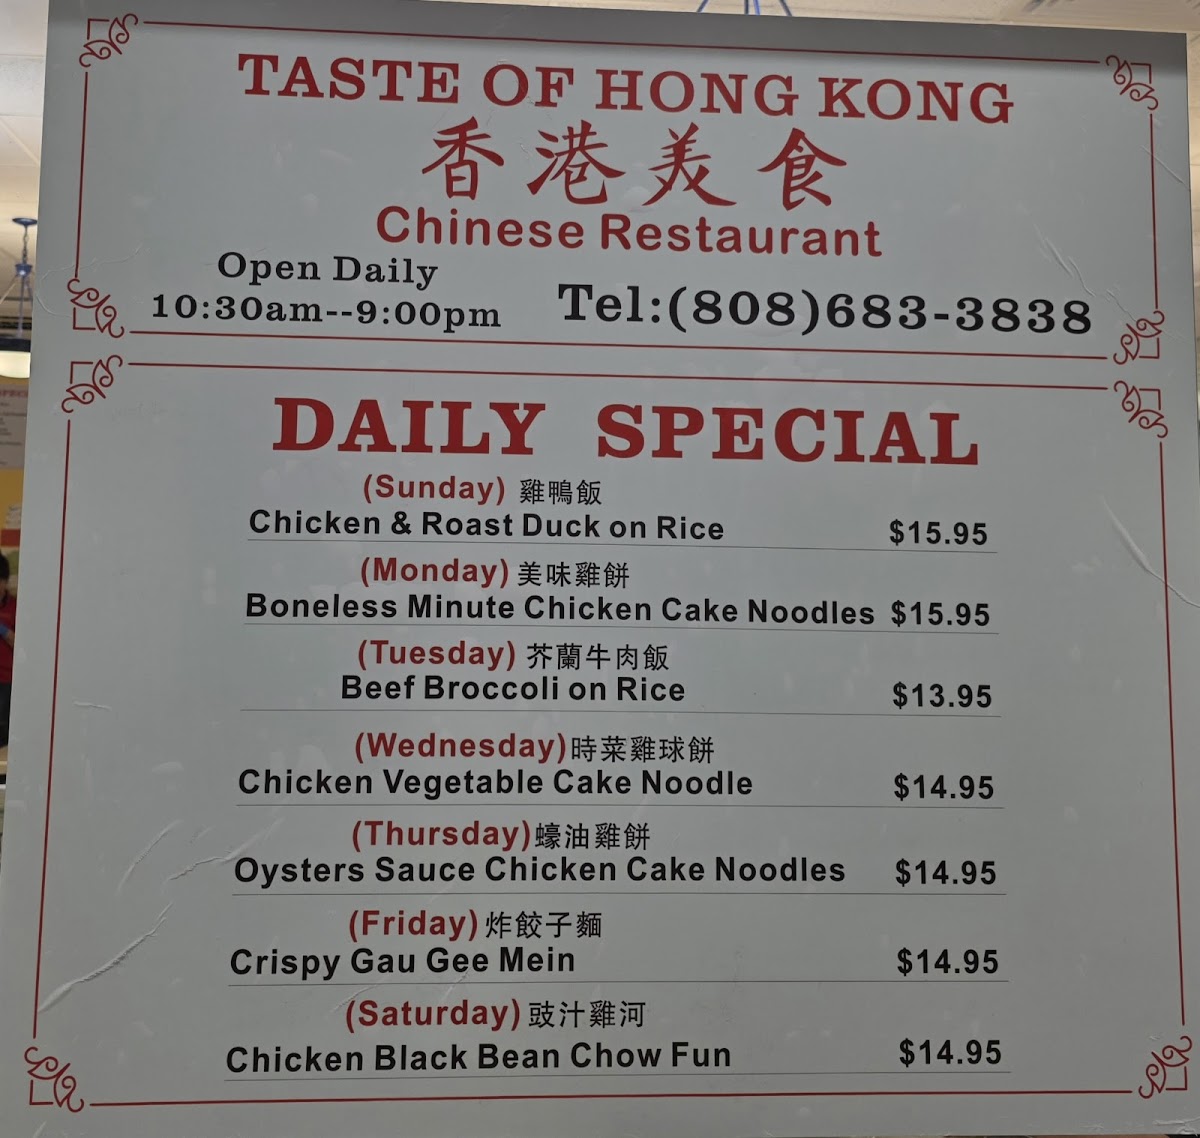 TASTE OF HONG KONG
香港美食
Chinese Restaurant
Open Daily
10:30am--9:00pm
Tel:(808)683-3838
DAILY SPECIAL
(Sunday) 雞鴨飯
Chicken & Roast Duck on Rice $15.95
(Monday) 美味雞餅
Boneless Minute Chicken Cake Noodles $15.95
(Tuesday) 芥蘭牛肉飯
Beef Broccoli on Rice $13.95
(Wednesday) 時菜雞球餅
Chicken Vegetable Cake Noodle $14.95
(Thursday) 蠔油雞餅
Oysters Sauce Chicken Cake Noodles $14.95
(Friday) 炸餃子麵
Crispy Gau Gee Mein $14.95
(Saturday) 豉汁雞河
Chicken Black Bean Chow Fun $14.95